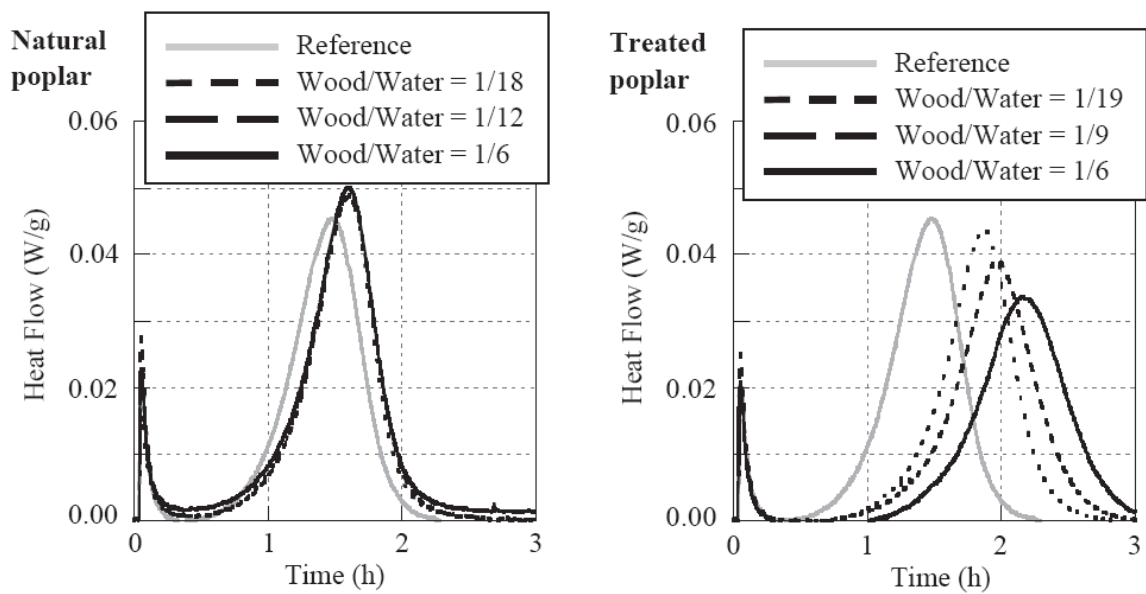 Natural
poplar
Reference
Wood/Water = 1/18
Wood/Water = 1/12
Wood/Water = 1/6
0.06
0.04
0.02
0.00
Heat Flow (W/g)
0 1 2 3
Time (h)
Treated
poplar
Reference
Wood/Water = 1/19
Wood/Water = 1/9
Wood/Water = 1/6
0.06
0.04
0.02
0.00
Heat Flow (W/g)
0 1 2 3
Time (h)